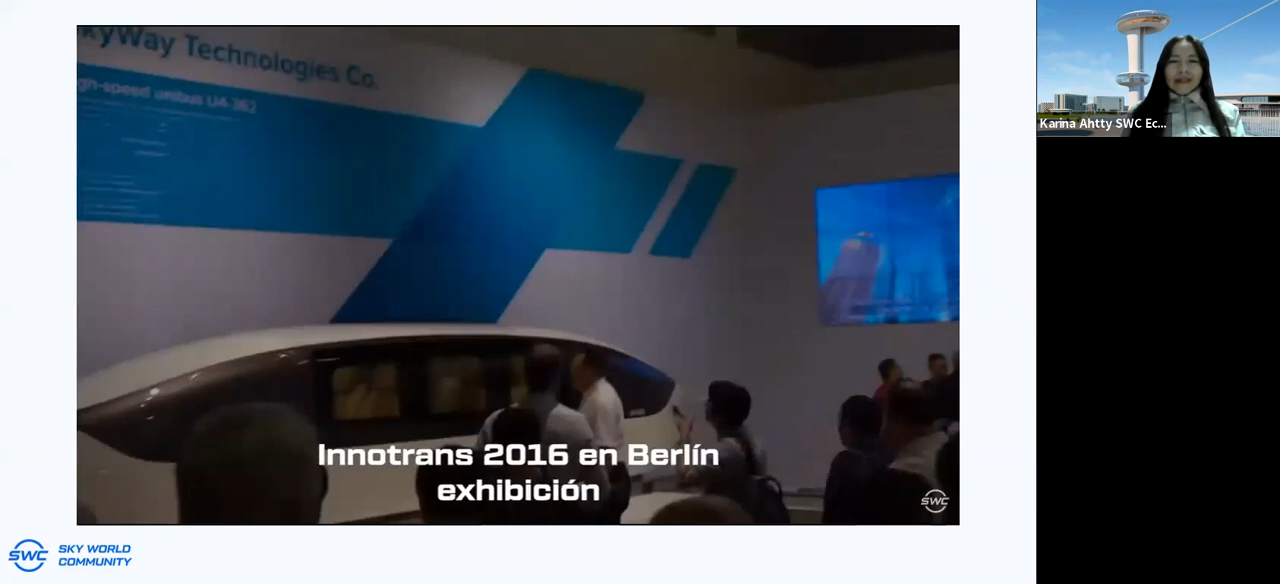 kyWay Technologies Co.
gh-speed unibus U4-362
Innotrans 2016 en Berlín
exhibición
SWC
SWC
SKY WORLD
COMMUNITY
SWC
Karina Ahtty SWC Ec...